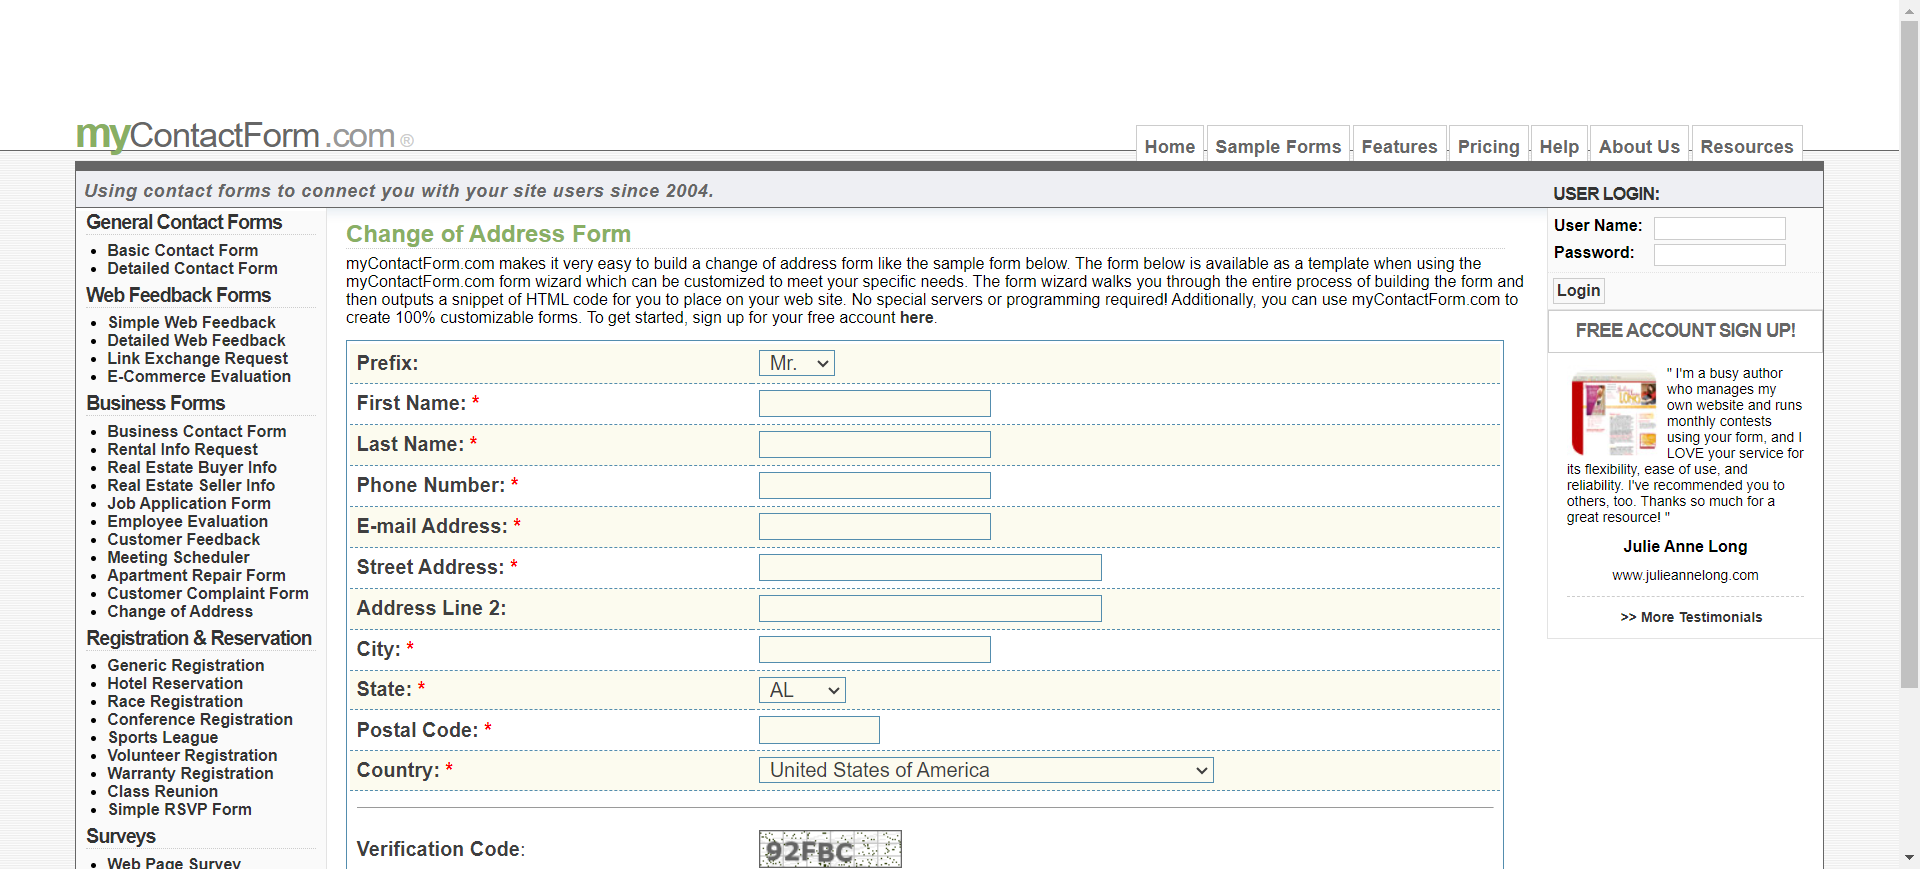 myContactForm.com®
Home
Sample Forms
Features
Pricing
Help
About Us
Resources
Using contact forms to connect you with your site users since 2004.
USER LOGIN:
General Contact Forms
Basic Contact Form
Detailed Contact Form
Web Feedback Forms
Simple Web Feedback
Detailed Web Feedback
Link Exchange Request
E-Commerce Evaluation
Business Forms
Business Contact Form
Rental Info Request
Real Estate Buyer Info
Real Estate Seller Info
Job Application Form
Employee Evaluation
Customer Feedback
Meeting Scheduler
Apartment Repair Form
Customer Complaint Form
Change of Address
Registration & Reservation
Generic Registration
Hotel Reservation
Race Registration
Conference Registration
Sports League
Volunteer Registration
Warranty Registration
Class Reunion
Simple RSVP Form
Surveys
Web Page Survey
Change of Address Form
myContactForm.com makes it very easy to build a change of address form like the sample form below. The form below is available as a template when using the
myContactForm.com form wizard which can be customized to meet your specific needs. The form wizard walks you through the entire process of building the form and
then outputs a snippet of HTML code for you to place on your web site. No special servers or programming required! Additionally, you can use myContactForm.com to
create 100% customizable forms. To get started, sign up for your free account here.
Prefix: Mr.
First Name: *
Last Name: *
Phone Number: *
E-mail Address: *
Street Address: *
Address Line 2:
City: *
State: * AL
Postal Code: *
Country: * United States of America
Verification Code: 92FBC
User Name:
Password:
Login
FREE ACCOUNT SIGN UP!
" I'm a busy author
who manages my
own website and runs
monthly contests
using your form, and I
LOVE your service for
its flexibility, ease of use, and
reliability. I've recommended you to
others, too. Thanks so much for a
great resource! "
Julie Anne Long
www.julieannelong.com
>> More Testimonials